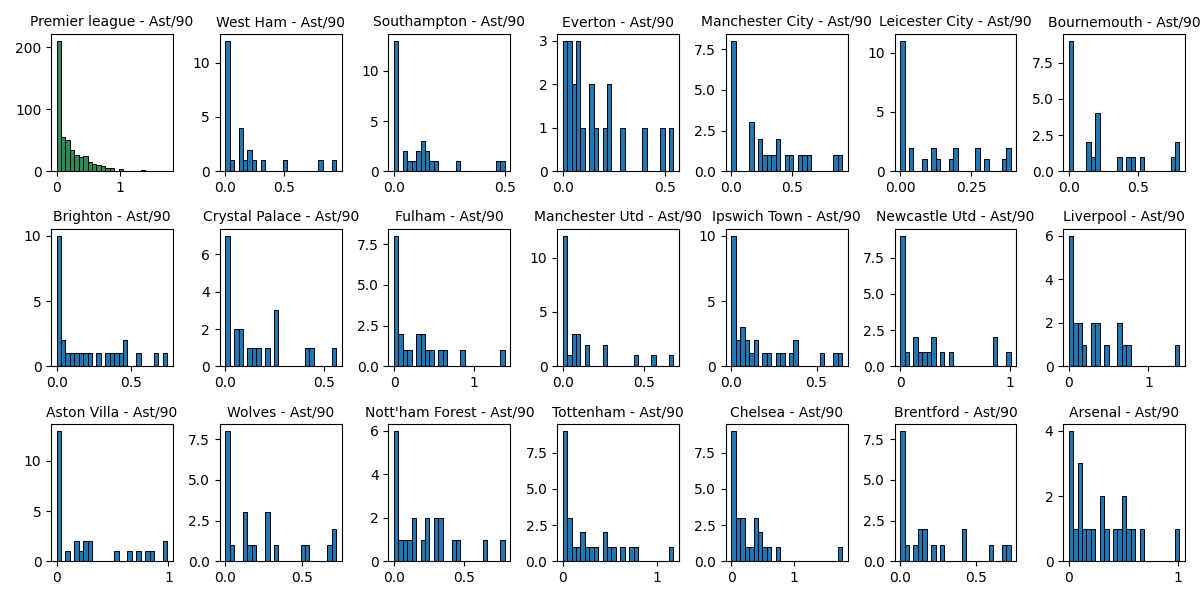 Premier league - Ast/90 West Ham - Ast/90 Southampton - Ast/90 Everton - Ast/90 Manchester City - Ast/90 Leicester City - Ast/90 Bournemouth - Ast/90
200 10 10 3 7.5 10 7.5
100 5 5 2 5.0 5 5.0
1 2.5 2.5
0 0 0 0 0.0 0 0.0
0 1 0.0 0.5 0.0 0.5 0.0 0.5 0.0 0.5 0.00 0.25 0.0 0.5
Brighton - Ast/90 Crystal Palace - Ast/90 Fulham - Ast/90 Manchester Utd - Ast/90 Ipswich Town - Ast/90 Newcastle Utd - Ast/90 Liverpool - Ast/90
10 6 7.5 10 10 7.5 6
5 4 5.0 5 5 5.0 4
2 2.5 2.5 2
0 0 0.0 0 0 0.0 0
0.0 0.5 0.0 0.5 0 1 0.0 0.5 0.0 0.5 0 1 0 1
Aston Villa - Ast/90 Wolves - Ast/90 Nott'ham Forest - Ast/90 Tottenham - Ast/90 Chelsea - Ast/90 Brentford - Ast/90 Arsenal - Ast/90
10 7.5 6 7.5 7.5 7.5 4
5 5.0 4 5.0 5.0 5.0 2
2.5 2 2.5 2.5 2.5
0 0.0 0 0.0 0.0 0.0 0
0 1 0.0 0.5 0.0 0.5 0 1 0 1 0.0 0.5 0 1